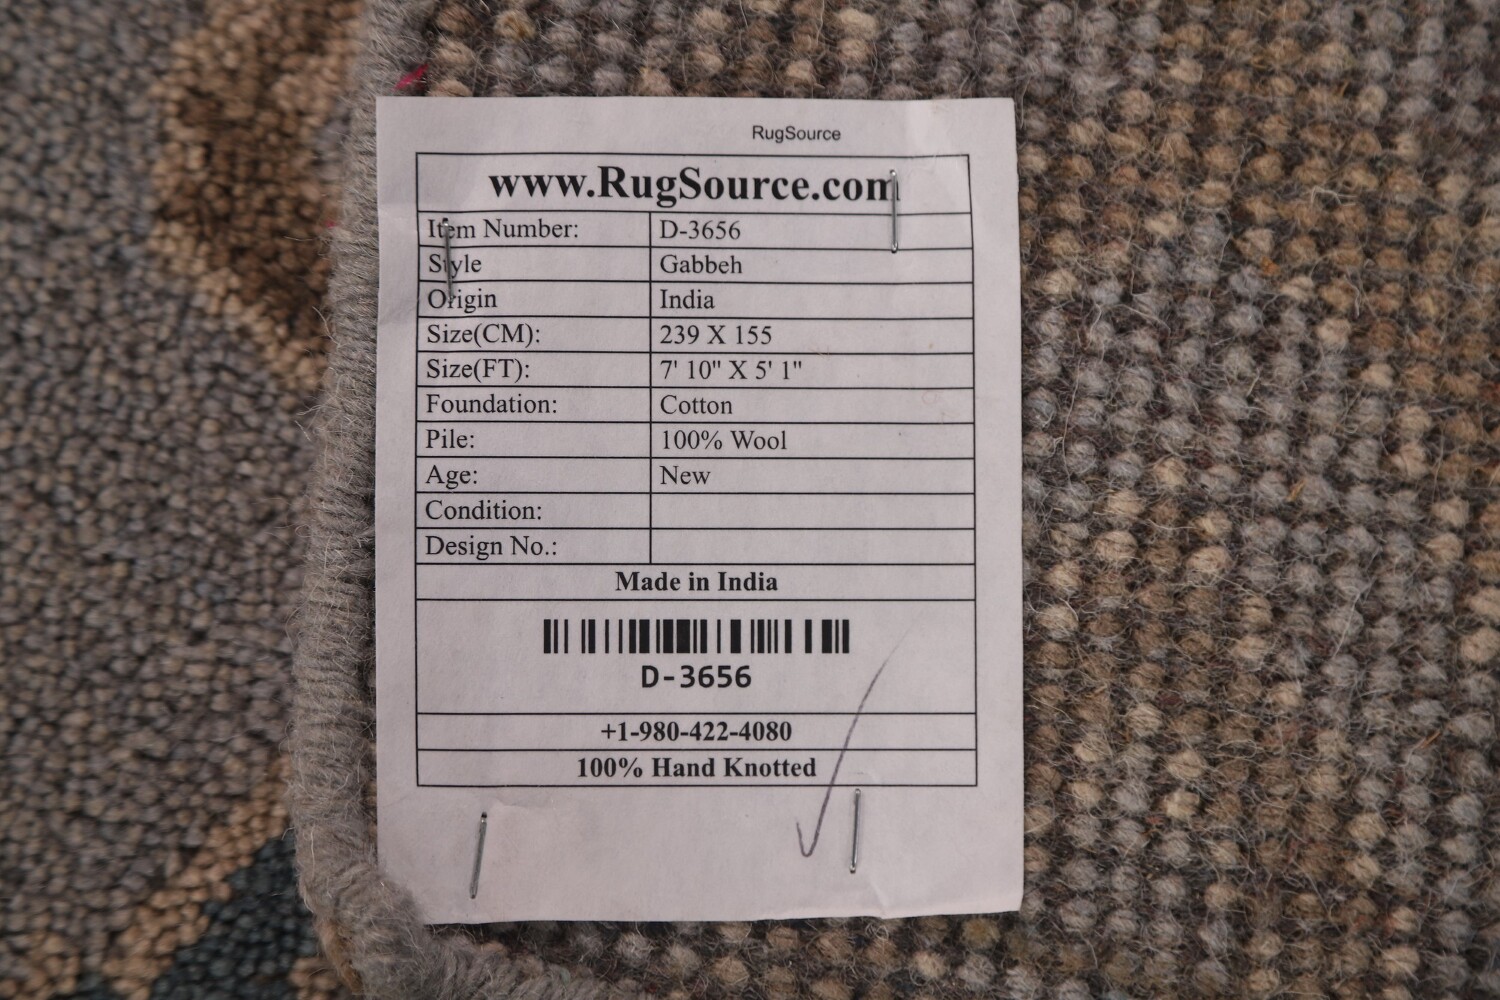 RugSource
www.RugSource.com
Item Number: D-3656
Style Gabbeh
Origin India
Size(CM): 239 X 155
Size(FT): 7' 10" X 5' 1"
Foundation: Cotton
Pile: 100% Wool
Age: New
Condition:
Design No.:
Made in India
D-3656
+1-980-422-4080
100% Hand Knotted